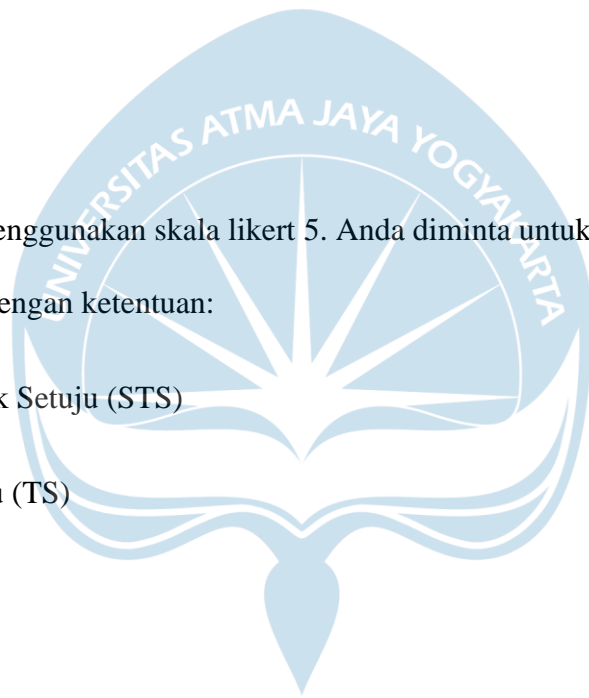 UNIVERSITAS ATMA JAYA YOGYAKARTA
enggunakan skala likert 5. Anda diminta untuk
engan ketentuan:
k Setuju (STS)
(TS)